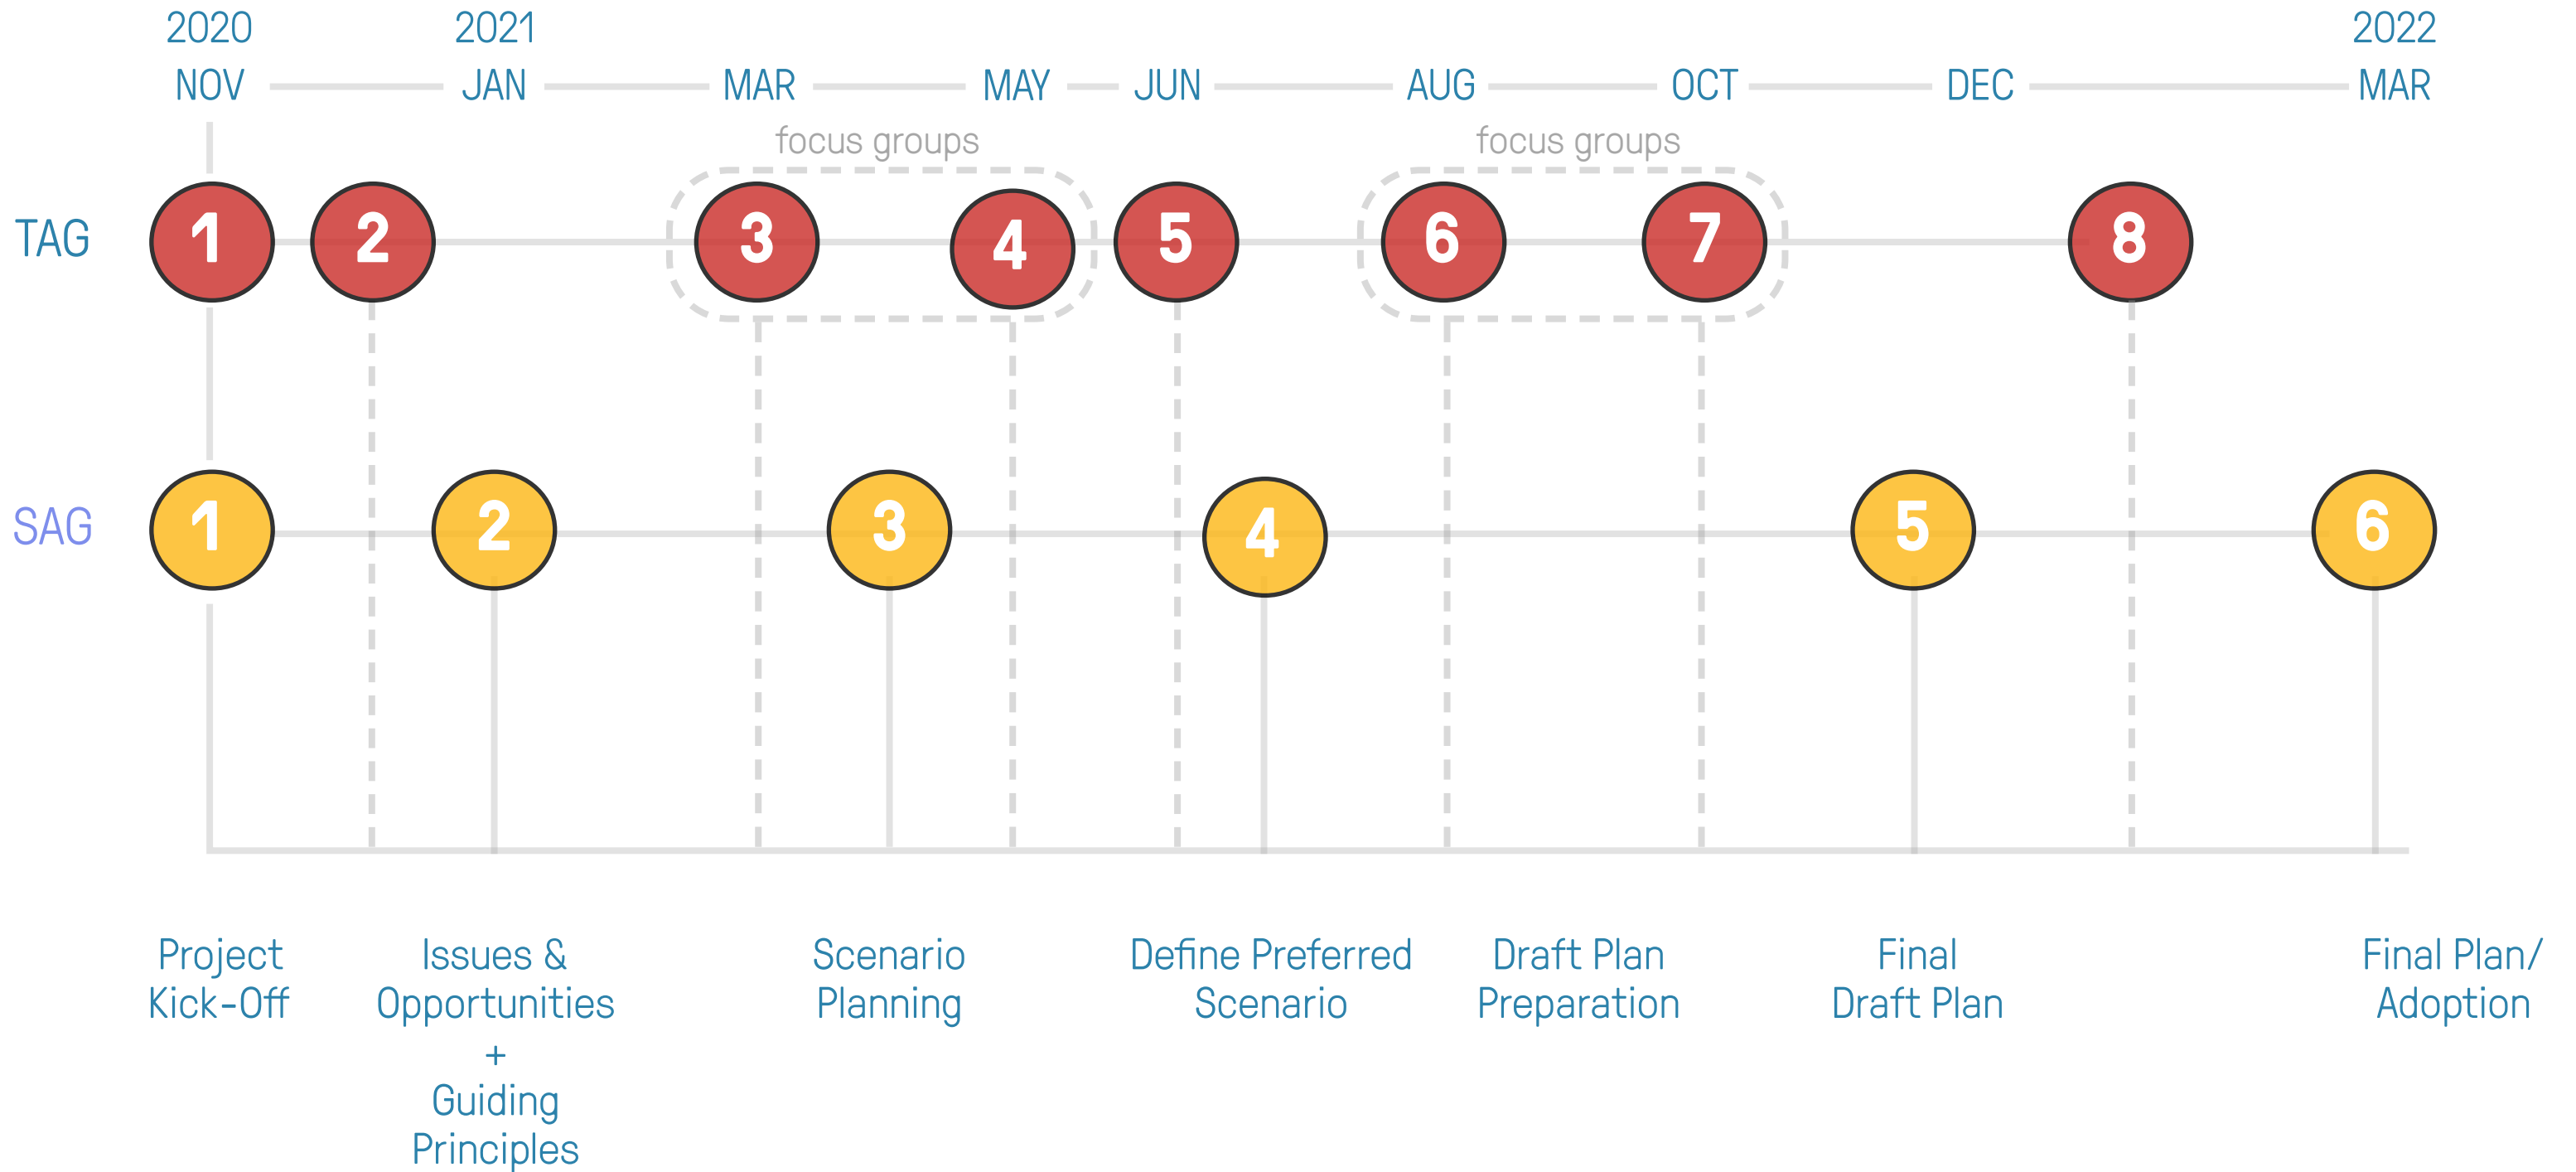 2020
2021
2022
NOV
JAN
MAR
MAY
JUN
AUG
OCT
DEC
MAR
focus groups
focus groups
TAG
1
2
3
4
5
6
7
8
SAG
1
2
3
4
5
6
Project
Kick-Off
Issues &
Opportunities
+
Guiding
Principles
Scenario
Planning
Define Preferred
Scenario
Draft Plan
Preparation
Final
Draft Plan
Final Plan/
Adoption